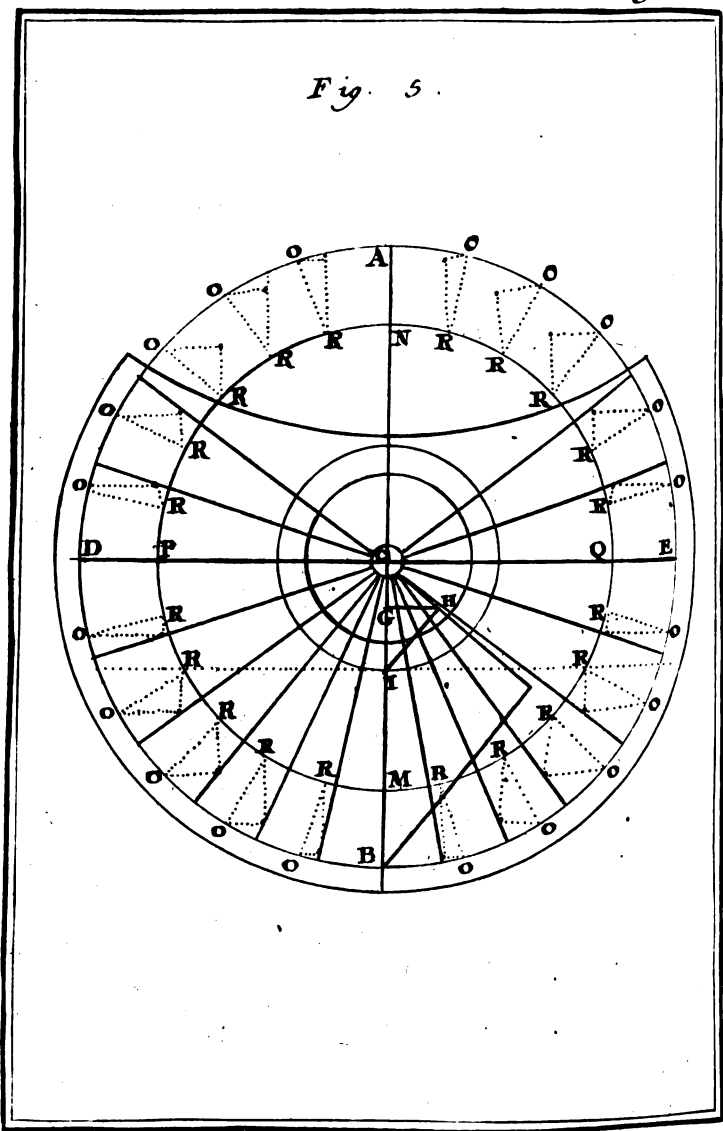 Fig. 5.
O A O
O O
O O
R N R
R R
R R
O O
R R
O O
R R
D P Q E
H
R G R
O O
R R
I
O R R O
R R
O R M R O
O O
B
O O